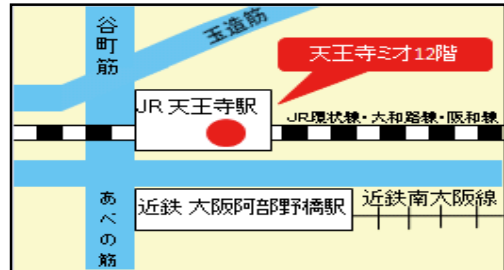 谷町筋
玉造筋
天王寺ミオ12階
JR 天王寺駅
JR環状線・大和路線・阪和線
あべの筋
近鉄 大阪阿部野橋駅
近鉄南大阪線